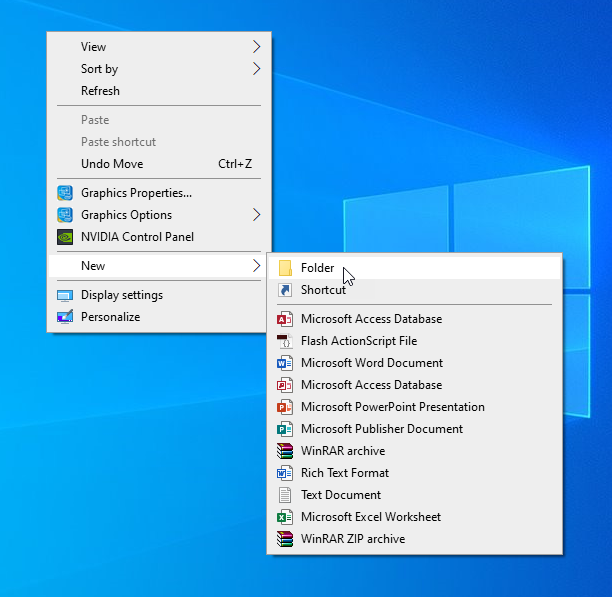 View
Sort by
Refresh
Paste
Paste shortcut
Undo Move Ctrl+Z
Graphics Properties...
Graphics Options
NVIDIA Control Panel
New
Display settings
Personalize
Folder
Shortcut
Microsoft Access Database
Flash ActionScript File
Microsoft Word Document
Microsoft Access Database
Microsoft PowerPoint Presentation
Microsoft Publisher Document
WinRAR archive
Rich Text Format
Text Document
Microsoft Excel Worksheet
WinRAR ZIP archive